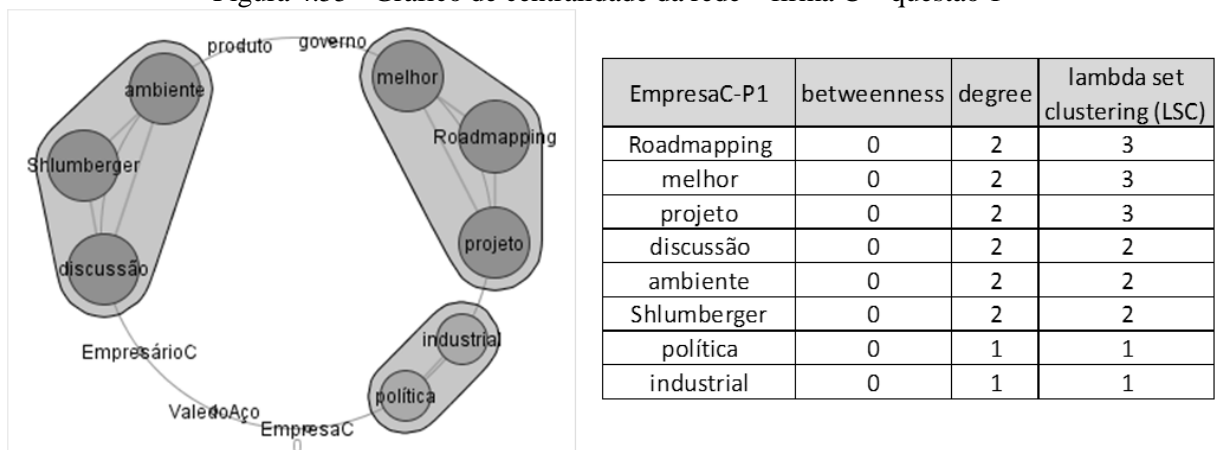 Figura - Gráfico de centralidade da rede – firma C – questão 1
produto
governo
ambiente
melhor
Roadmapping
Shlumberger
projeto
discussão
industrial
EmpresárioC
política
ValedoAço
EmpresaC
EmpresaC-P1 betweenness degree lambda set clustering (LSC)
Roadmapping 0 2 3
melhor 0 2 3
projeto 0 2 3
discussão 0 2 2
ambiente 0 2 2
Shlumberger 0 2 2
política 0 1 1
industrial 0 1 1